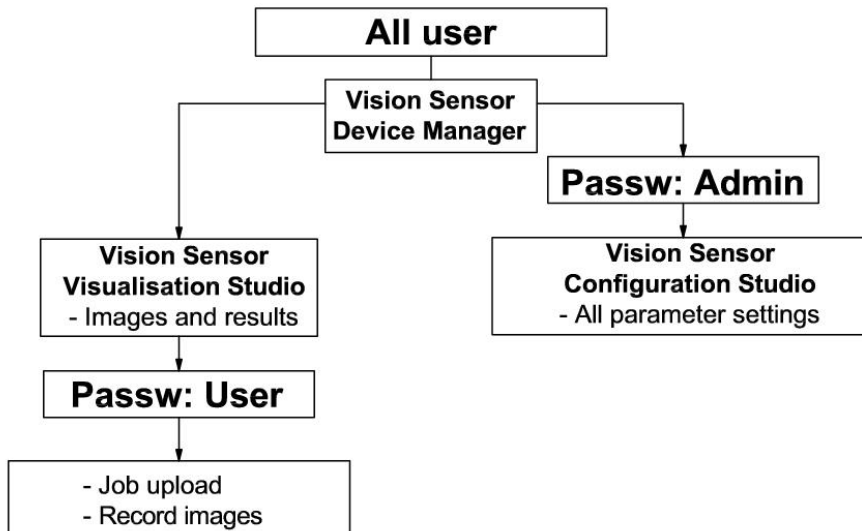 All user
Vision Sensor
Device Manager
Passw: Admin
Vision Sensor
Visualisation Studio
- Images and results
Vision Sensor
Configuration Studio
- All parameter settings
Passw: User
- Job upload
- Record images